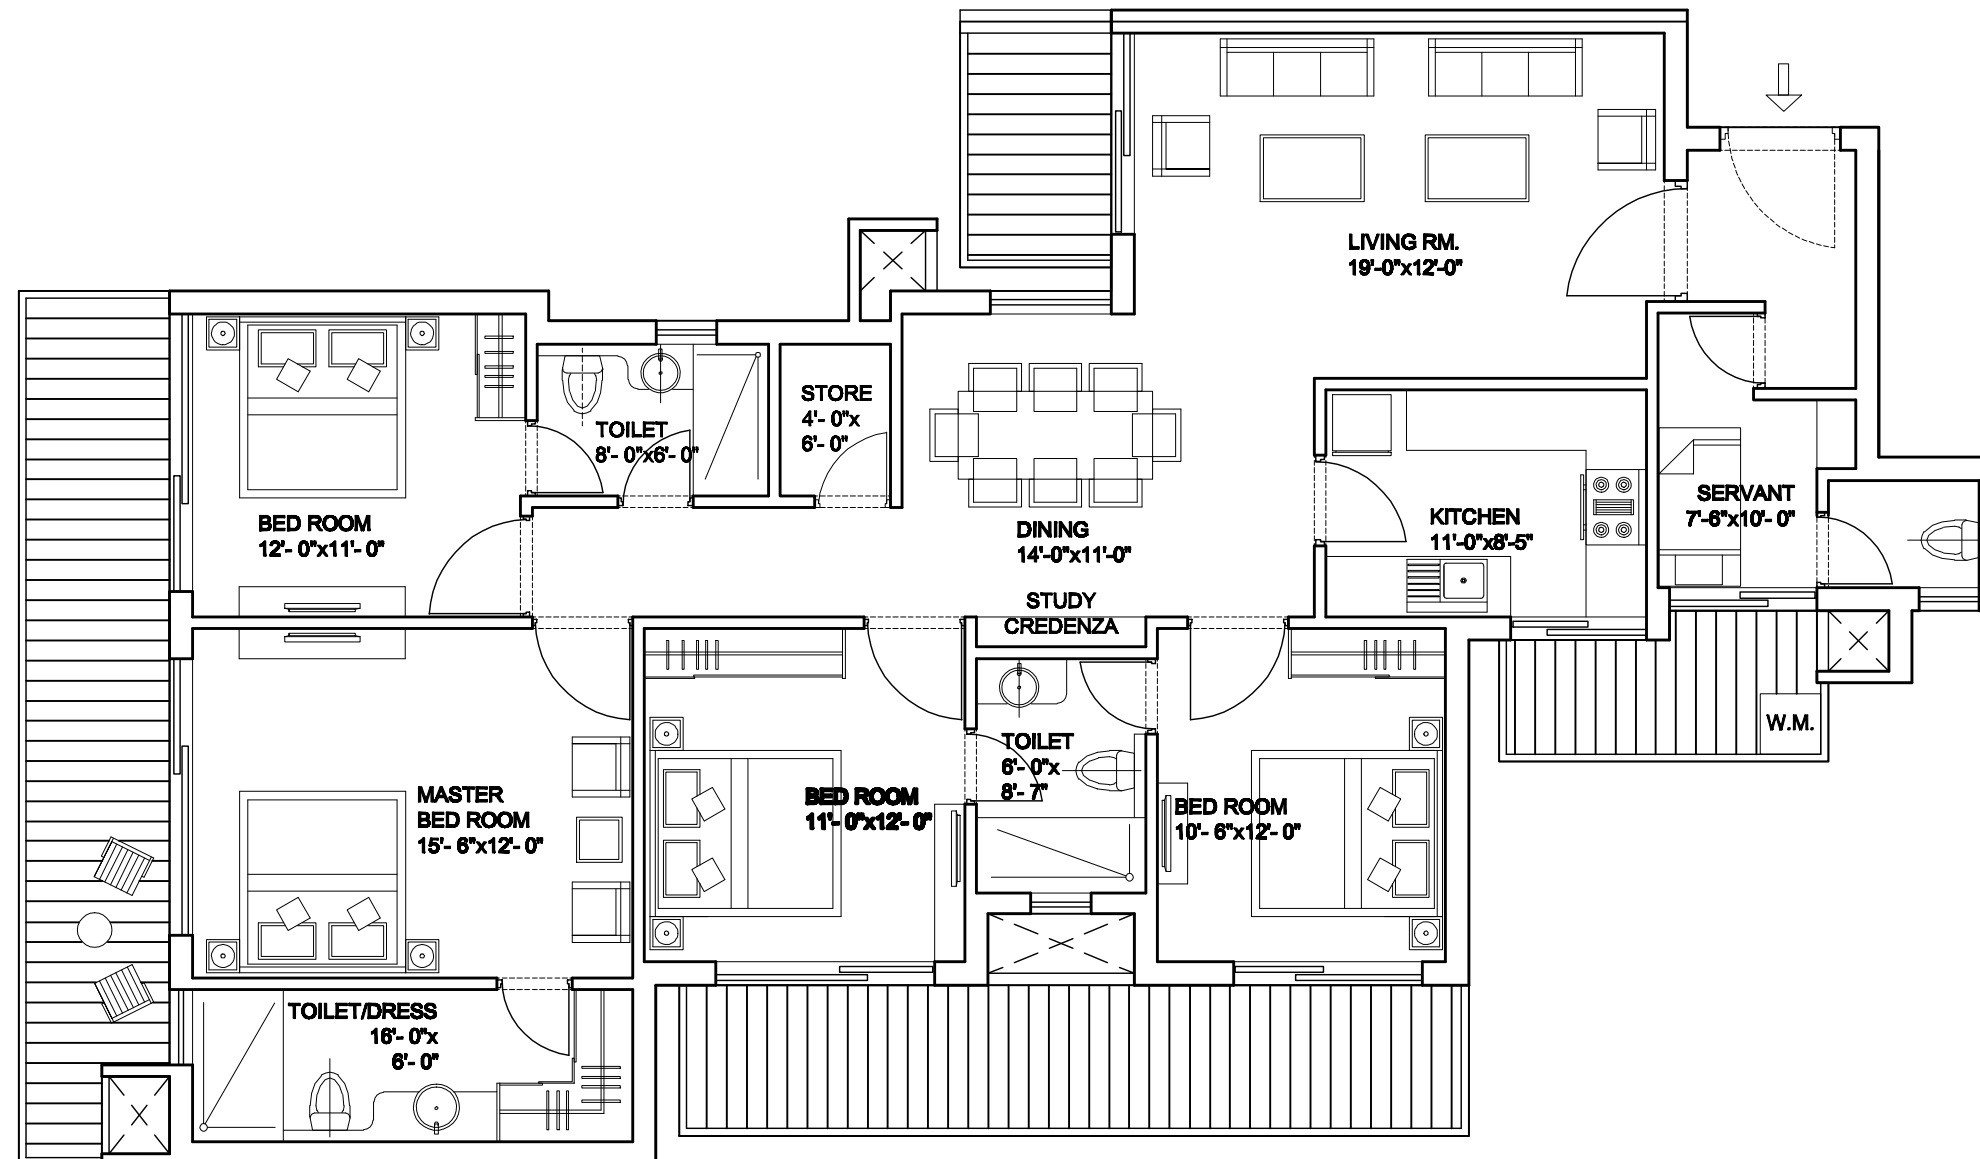 LIVING RM.
19'-0"x12'-0"
STORE
4'- 0"x
6'- 0"
TOILET
8'- 0"x6'- 0"
BED ROOM
12'- 0"x11'- 0"
DINING
14'-0"x11'-0"
KITCHEN
11'-0"x8'-5"
SERVANT
7'-6"x10'- 0"
STUDY
CREDENZA
W.M.
MASTER
BED ROOM
15'- 6"x12'- 0"
BED ROOM
11'- 0"x12'- 0"
TOILET
6'- 0"x
8'- 7"
BED ROOM
10'- 6"x12'- 0"
TOILET/DRESS
16'- 0"x
6'- 0"